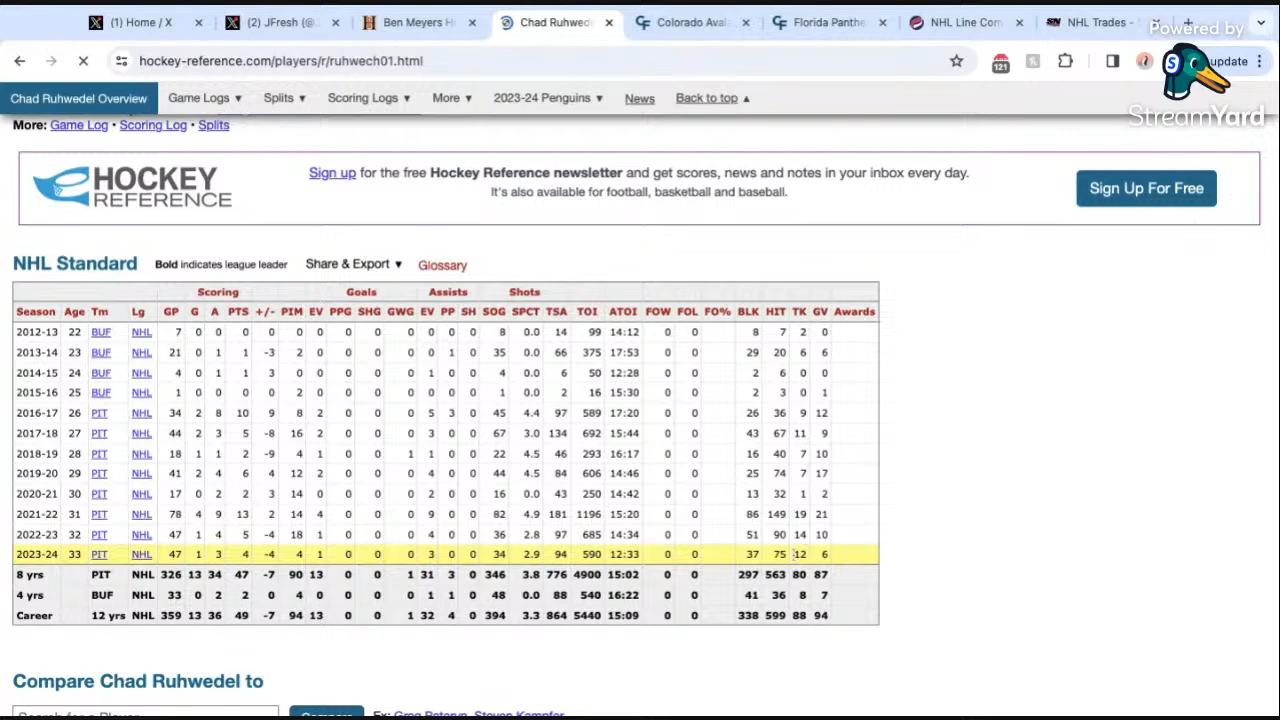 (1) Home / X
(2) JFresh (@.
Ben Meyers H
Chad Ruhwede
Colorado Aval
Florida Panthe
NHL Line Com
NHL Trades -
Powered by
hockey-reference.com/players/r/ruhwech01.html
121
S
update
StreamYard
Chad Ruhwedel Overview
Game Logs ▼
Splits ▼
Scoring Logs ▼
More ▼
2023-24 Penguins ▼
News
Back to top ▲
More: Game Log • Scoring Log • Splits
HOCKEY
REFERENCE
Sign up for the free Hockey Reference newsletter and get scores, news and notes in your inbox every day.
It's also available for football, basketball and baseball.
Sign Up For Free
NHL Standard Bold indicates league leader Share & Export ▼ Glossary
Scoring Goals Assists Shots
Season Age Tm Lg GP G A PTS +/- PIM EV PPG SHG GWG EV PP SH SOG SPCT TSA TOI ATOI FOW FOL FO% BLK HIT TK GV Awards
2012-13 22 BUF NHL 7 0 0 0 0 0 0 0 0 0 0 0 0 8 0.0 14 99 14:12 0 0 8 7 2 0
2013-14 23 BUF NHL 21 0 1 1 -3 2 0 0 0 0 0 1 0 35 0.0 66 375 17:53 0 0 29 20 6 6
2014-15 24 BUF NHL 4 0 1 1 3 0 0 0 0 0 1 0 0 4 0.0 6 50 12:28 0 0 2 6 0 0
2015-16 25 BUF NHL 1 0 0 0 0 2 0 0 0 0 0 0 0 1 0.0 2 16 15:30 0 0 2 3 0 1
2016-17 26 PIT NHL 34 2 8 10 9 8 2 0 0 0 5 3 0 45 4.4 97 589 17:20 0 0 26 36 9 12
2017-18 27 PIT NHL 44 2 3 5 -8 16 2 0 0 0 3 0 0 67 3.0 134 692 15:44 0 0 43 67 11 9
2018-19 28 PIT NHL 18 1 1 2 -9 4 1 0 0 1 1 0 0 22 4.5 46 293 16:17 0 0 16 40 7 10
2019-20 29 PIT NHL 41 2 4 6 4 12 2 0 0 0 4 0 0 44 4.5 84 606 14:46 0 0 25 74 7 17
2020-21 30 PIT NHL 17 0 2 2 3 14 0 0 0 0 2 0 0 16 0.0 43 250 14:42 0 0 13 32 1 2
2021-22 31 PIT NHL 78 4 9 13 2 14 4 0 0 0 9 0 0 82 4.9 181 1196 15:20 0 0 86 149 19 21
2022-23 32 PIT NHL 47 1 4 5 -4 18 1 0 0 0 4 0 0 36 2.8 97 685 14:34 0 0 51 90 14 10
2023-24 33 PIT NHL 47 1 3 4 -4 4 1 0 0 0 3 0 0 34 2.9 94 590 12:33 0 0 37 75 12 6
8 yrs PIT NHL 326 13 34 47 -7 90 13 0 0 1 31 3 0 346 3.8 776 4900 15:02 0 0 297 563 80 87
4 yrs BUF NHL 33 0 2 2 0 4 0 0 0 0 1 1 0 48 0.0 88 540 16:22 0 0 41 36 8 7
Career 12 yrs NHL 359 13 36 49 -7 94 13 0 0 1 32 4 0 394 3.3 864 5440 15:09 0 0 338 599 88 94
Compare Chad Ruhwedel to
Search for a Player
Compare
Ex: Greg Pateryn, Steven Kampfer